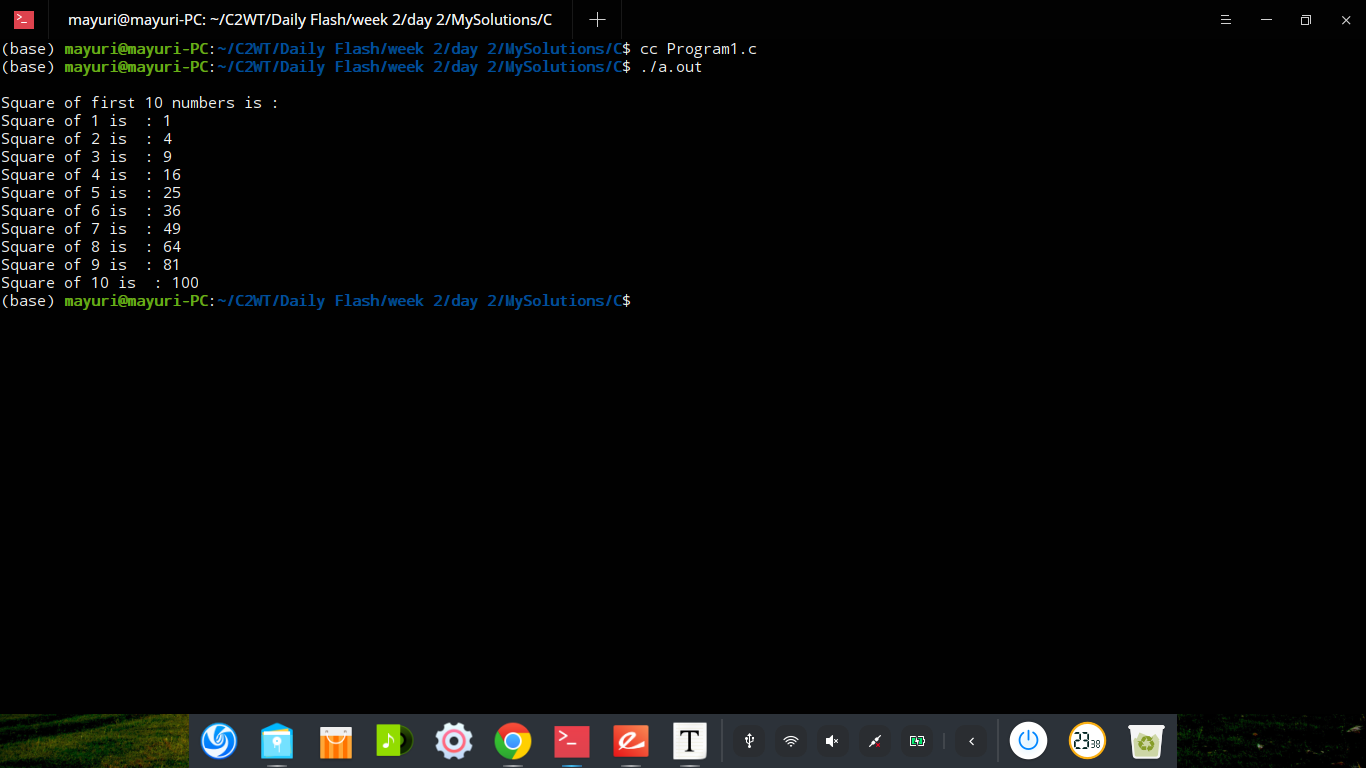 mayuri@mayuri-PC: ~/C2WT/Daily Flash/week 2/day 2/MySolutions/C
(base) mayuri@mayuri-PC:~/C2WT/Daily Flash/week 2/day 2/MySolutions/C$ cc Program1.c
(base) mayuri@mayuri-PC:~/C2WT/Daily Flash/week 2/day 2/MySolutions/C$ ./a.out
Square of first 10 numbers is :
Square of 1 is  : 1
Square of 2 is  : 4
Square of 3 is  : 9
Square of 4 is  : 16
Square of 5 is  : 25
Square of 6 is  : 36
Square of 7 is  : 49
Square of 8 is  : 64
Square of 9 is  : 81
Square of 10 is  : 100
(base) mayuri@mayuri-PC:~/C2WT/Daily Flash/week 2/day 2/MySolutions/C$
T
23 38